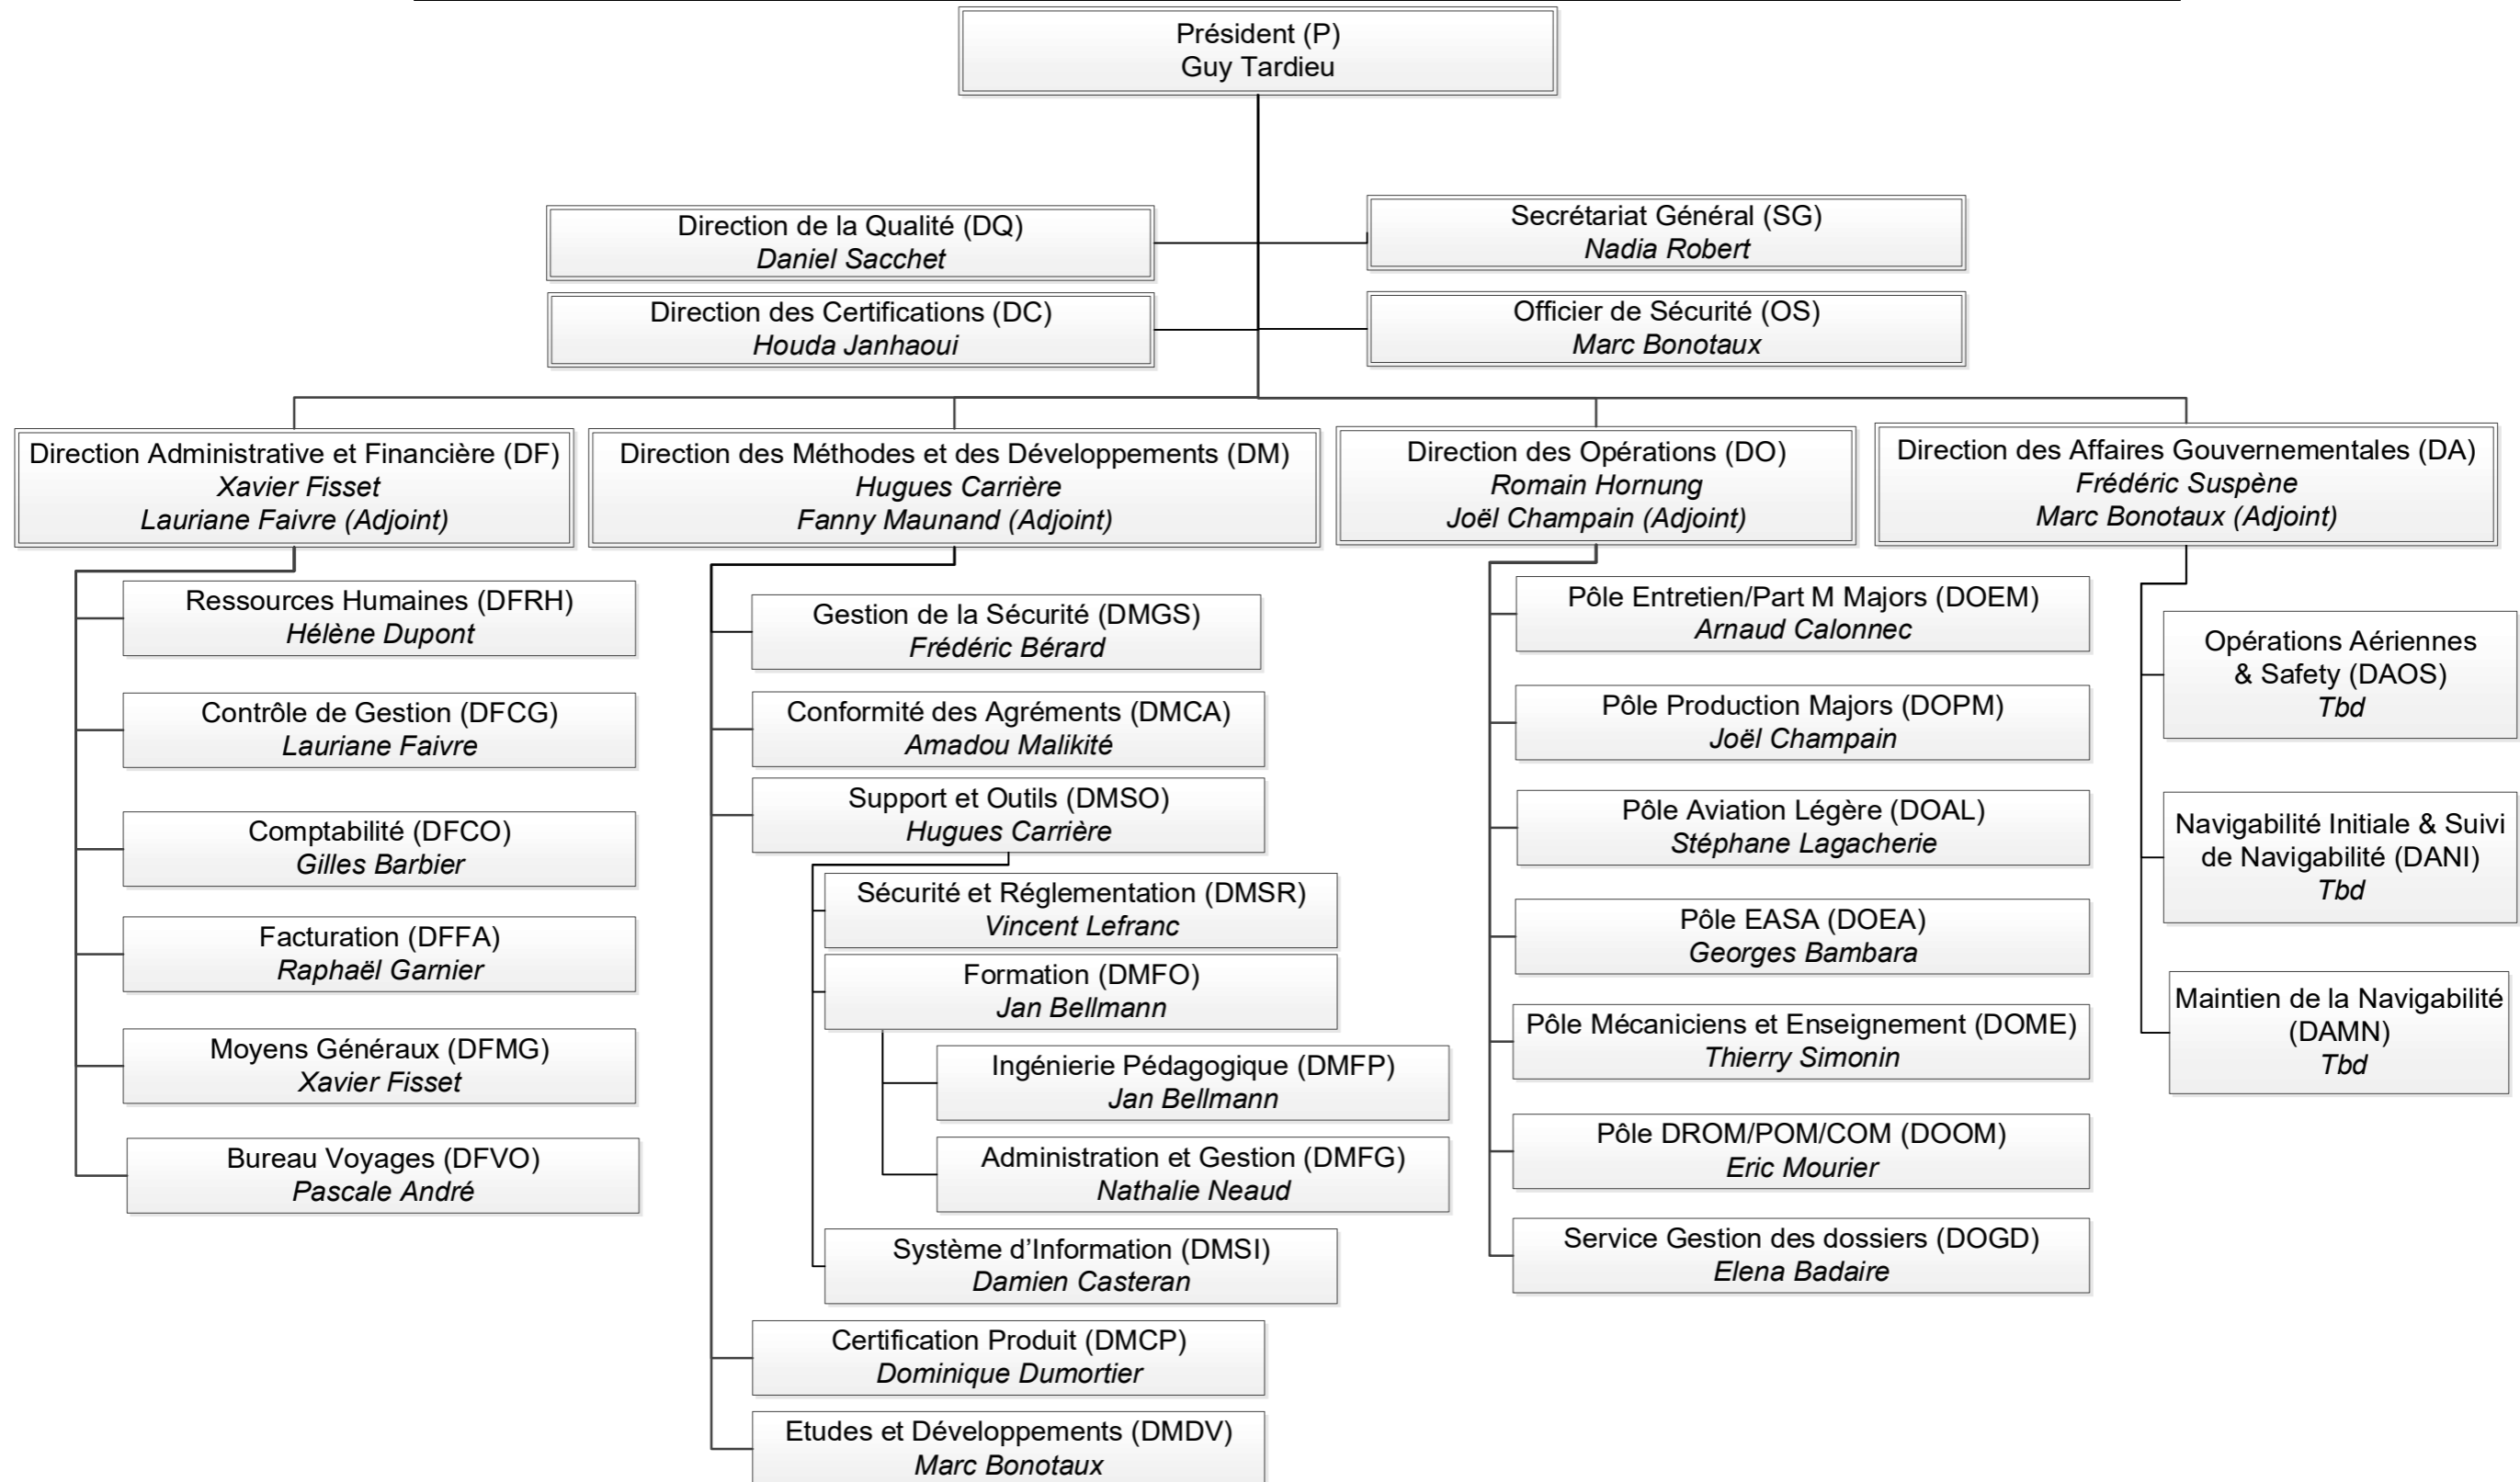 Président (P)
Guy Tardieu
Direction de la Qualité (DQ)
Daniel Sacchet
Secrétariat Général (SG)
Nadia Robert
Direction des Certifications (DC)
Houda Janhaoui
Officier de Sécurité (OS)
Marc Bonotaux
Direction Administrative et Financière (DF)
Xavier Fisset
Lauriane Faivre (Adjoint)
Direction des Méthodes et des Développements (DM)
Hugues Carrière
Fanny Maunand (Adjoint)
Direction des Opérations (DO)
Romain Hornung
Joël Champain (Adjoint)
Direction des Affaires Gouvernementales (DA)
Frédéric Suspène
Marc Bonotaux (Adjoint)
Ressources Humaines (DFRH)
Hélène Dupont
Contrôle de Gestion (DFCG)
Lauriane Faivre
Comptabilité (DFCO)
Gilles Barbier
Facturation (DFFA)
Raphaël Garnier
Moyens Généraux (DFMG)
Xavier Fisset
Bureau Voyages (DFVO)
Pascale André
Gestion de la Sécurité (DMGS)
Frédéric Bérard
Conformité des Agréments (DMCA)
Amadou Malikité
Support et Outils (DMSO)
Hugues Carrière
Sécurité et Réglementation (DMSR)
Vincent Lefranc
Formation (DMFO)
Jan Bellmann
Ingénierie Pédagogique (DMFP)
Jan Bellmann
Administration et Gestion (DMFG)
Nathalie Neaud
Système d’Information (DMSI)
Damien Casteran
Certification Produit (DMCP)
Dominique Dumortier
Etudes et Développements (DMDV)
Marc Bonotaux
Pôle Entretien/Part M Majors (DOEM)
Arnaud Calonnec
Pôle Production Majors (DOPM)
Joël Champain
Pôle Aviation Légère (DOAL)
Stéphane Lagacherie
Pôle EASA (DOEA)
Georges Bambara
Pôle Mécaniciens et Enseignement (DOME)
Thierry Simonin
Pôle DROM/POM/COM (DOOM)
Eric Mourier
Service Gestion des dossiers (DOGD)
Elena Badaire
Opérations Aériennes
& Safety (DAOS)
Tbd
Navigabilité Initiale & Suivi
de Navigabilité (DANI)
Tbd
Maintien de la Navigabilité
(DAMN)
Tbd